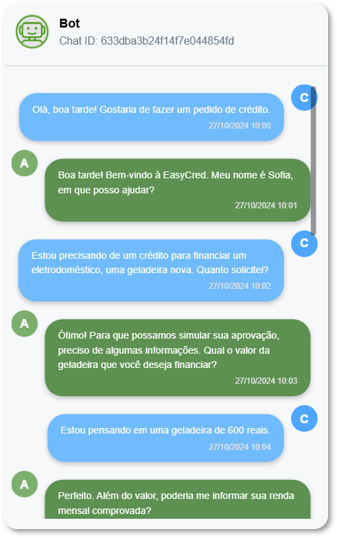 Bot
Chat ID: 633dba3b24f14f7e044854fd
C
Olá, boa tarde! Gostaria de fazer um pedido de crédito.
27/10/2024 10:00
A
Boa tarde! Bem-vindo à EasyCred. Meu nome é Sofia,
em que posso ajudar?
27/10/2024 10:01
C
Estou precisando de um crédito para financiar um
eletrodoméstico, uma geladeira nova. Quanto solicitei?
27/10/2024 10:02
A
Ótimo! Para que possamos simular sua aprovação,
preciso de algumas informações. Qual o valor da
geladeira que você deseja financiar?
27/10/2024 10:03
C
Estou pensando em uma geladeira de 600 reais.
27/10/2024 10:04
A
Perfeito. Além do valor, poderia me informar sua renda
mensal comprovada?